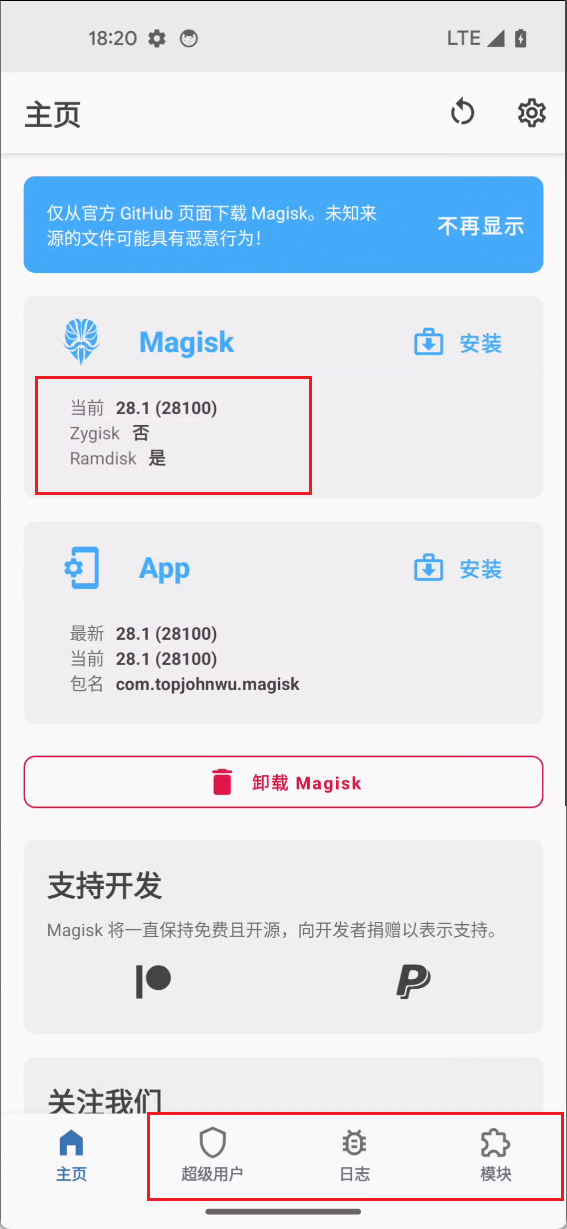 18:20
LTE
主页
仅从官方 GitHub 页面下载 Magisk。未知来
源的文件可能具有恶意行为！
不再显示
Magisk
安装
当前 28.1 (28100)
Zygisk 否
Ramdisk 是
App
安装
最新 28.1 (28100)
当前 28.1 (28100)
包名 com.topjohnwu.magisk
卸载 Magisk
支持开发
Magisk 将一直保持免费且开源，向开发者捐赠以表示支持。
关注我们
主页
超级用户
日志
模块